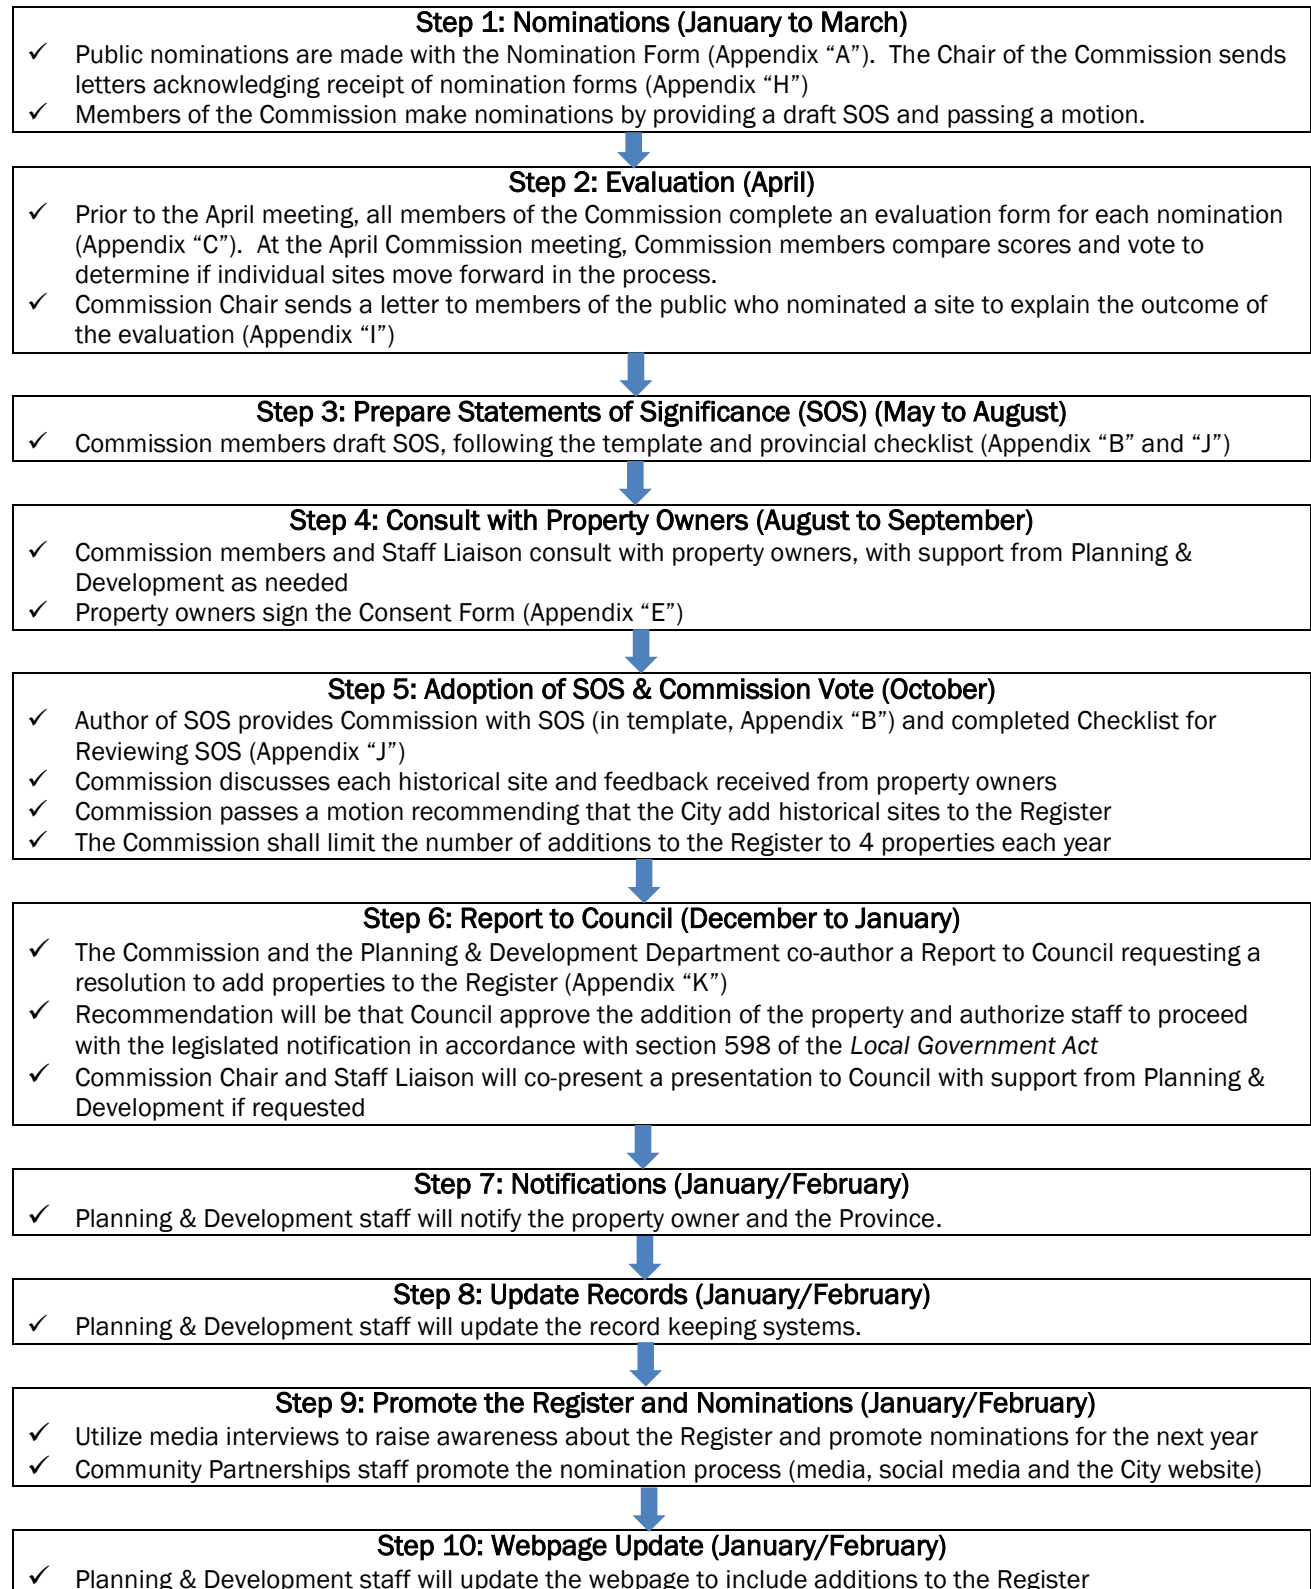 Step 1: Nominations (January to March)
✓ Public nominations are made with the Nomination Form (Appendix “A”).  The Chair of the Commission sends
letters acknowledging receipt of nomination forms (Appendix “H”)
✓ Members of the Commission make nominations by providing a draft SOS and passing a motion.
Step 2: Evaluation (April)
✓ Prior to the April meeting, all members of the Commission complete an evaluation form for each nomination
(Appendix “C”).  At the April Commission meeting, Commission members compare scores and vote to
determine if individual sites move forward in the process.
✓ Commission Chair sends a letter to members of the public who nominated a site to explain the outcome of
the evaluation (Appendix “I”)
Step 3: Prepare Statements of Significance (SOS) (May to August)
✓ Commission members draft SOS, following the template and provincial checklist (Appendix “B” and “J”)
Step 4: Consult with Property Owners (August to September)
✓ Commission members and Staff Liaison consult with property owners, with support from Planning &
Development as needed
✓ Property owners sign the Consent Form (Appendix “E”)
Step 5: Adoption of SOS & Commission Vote (October)
✓ Author of SOS provides Commission with SOS (in template, Appendix “B”) and completed Checklist for
Reviewing SOS (Appendix “J”)
✓ Commission discusses each historical site and feedback received from property owners
✓ Commission passes a motion recommending that the City add historical sites to the Register
✓ The Commission shall limit the number of additions to the Register to 4 properties each year
Step 6: Report to Council (December to January)
✓ The Commission and the Planning & Development Department co-author a Report to Council requesting a
resolution to add properties to the Register (Appendix “K”)
✓ Recommendation will be that Council approve the addition of the property and authorize staff to proceed
with the legislated notification in accordance with section 598 of the Local Government Act
✓ Commission Chair and Staff Liaison will co-present a presentation to Council with support from Planning &
Development if requested
Step 7: Notifications (January/February)
✓ Planning & Development staff will notify the property owner and the Province.
Step 8: Update Records (January/February)
✓ Planning & Development staff will update the record keeping systems.
Step 9: Promote the Register and Nominations (January/February)
✓ Utilize media interviews to raise awareness about the Register and promote nominations for the next year
✓ Community Partnerships staff promote the nomination process (media, social media and the City website)
Step 10: Webpage Update (January/February)
✓ Planning & Development staff will update the webpage to include additions to the Register